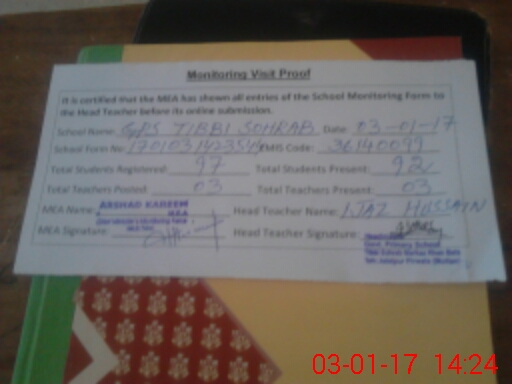 Monitoring Visit Proof
It is certified that the MEA has shown all entries of the School Monitoring Form to
the Head Teacher before its online submission.
School Name: GPS TIBBI SOHRAB Date: 03-01-17
School Form No: EMIS Code: 36140099
Total Students Registered: 97 Total Students Present: 92
Total Teachers Posted: 03 Total Teachers Present: 03
MEA Name: ARSHAD KAREEM Head Teacher Name: IJAZ HUSSAIN
M.E.A
MEA Signature: Head Teacher Signature:
Govt. Primary School
03-01-17 14:24